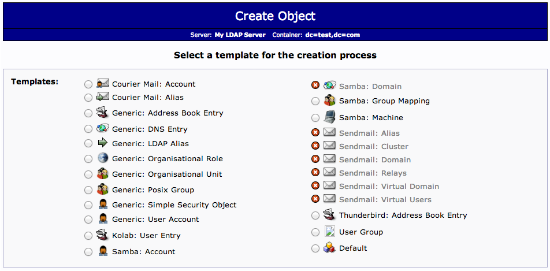 Create Object
Server: My LDAP Server   Container: dc=test,dc=com
Select a template for the creation process
Templates:
Courier Mail: Account
Courier Mail: Alias
Generic: Address Book Entry
Generic: DNS Entry
Generic: LDAP Alias
Generic: Organisational Role
Generic: Organisational Unit
Generic: Posix Group
Generic: Simple Security Object
Generic: User Account
Kolab: User Entry
Samba: Account
Samba: Domain
Samba: Group Mapping
Samba: Machine
Sendmail: Alias
Sendmail: Cluster
Sendmail: Domain
Sendmail: Relays
Sendmail: Virtual Domain
Sendmail: Virtual Users
Thunderbird: Address Book Entry
User Group
Default